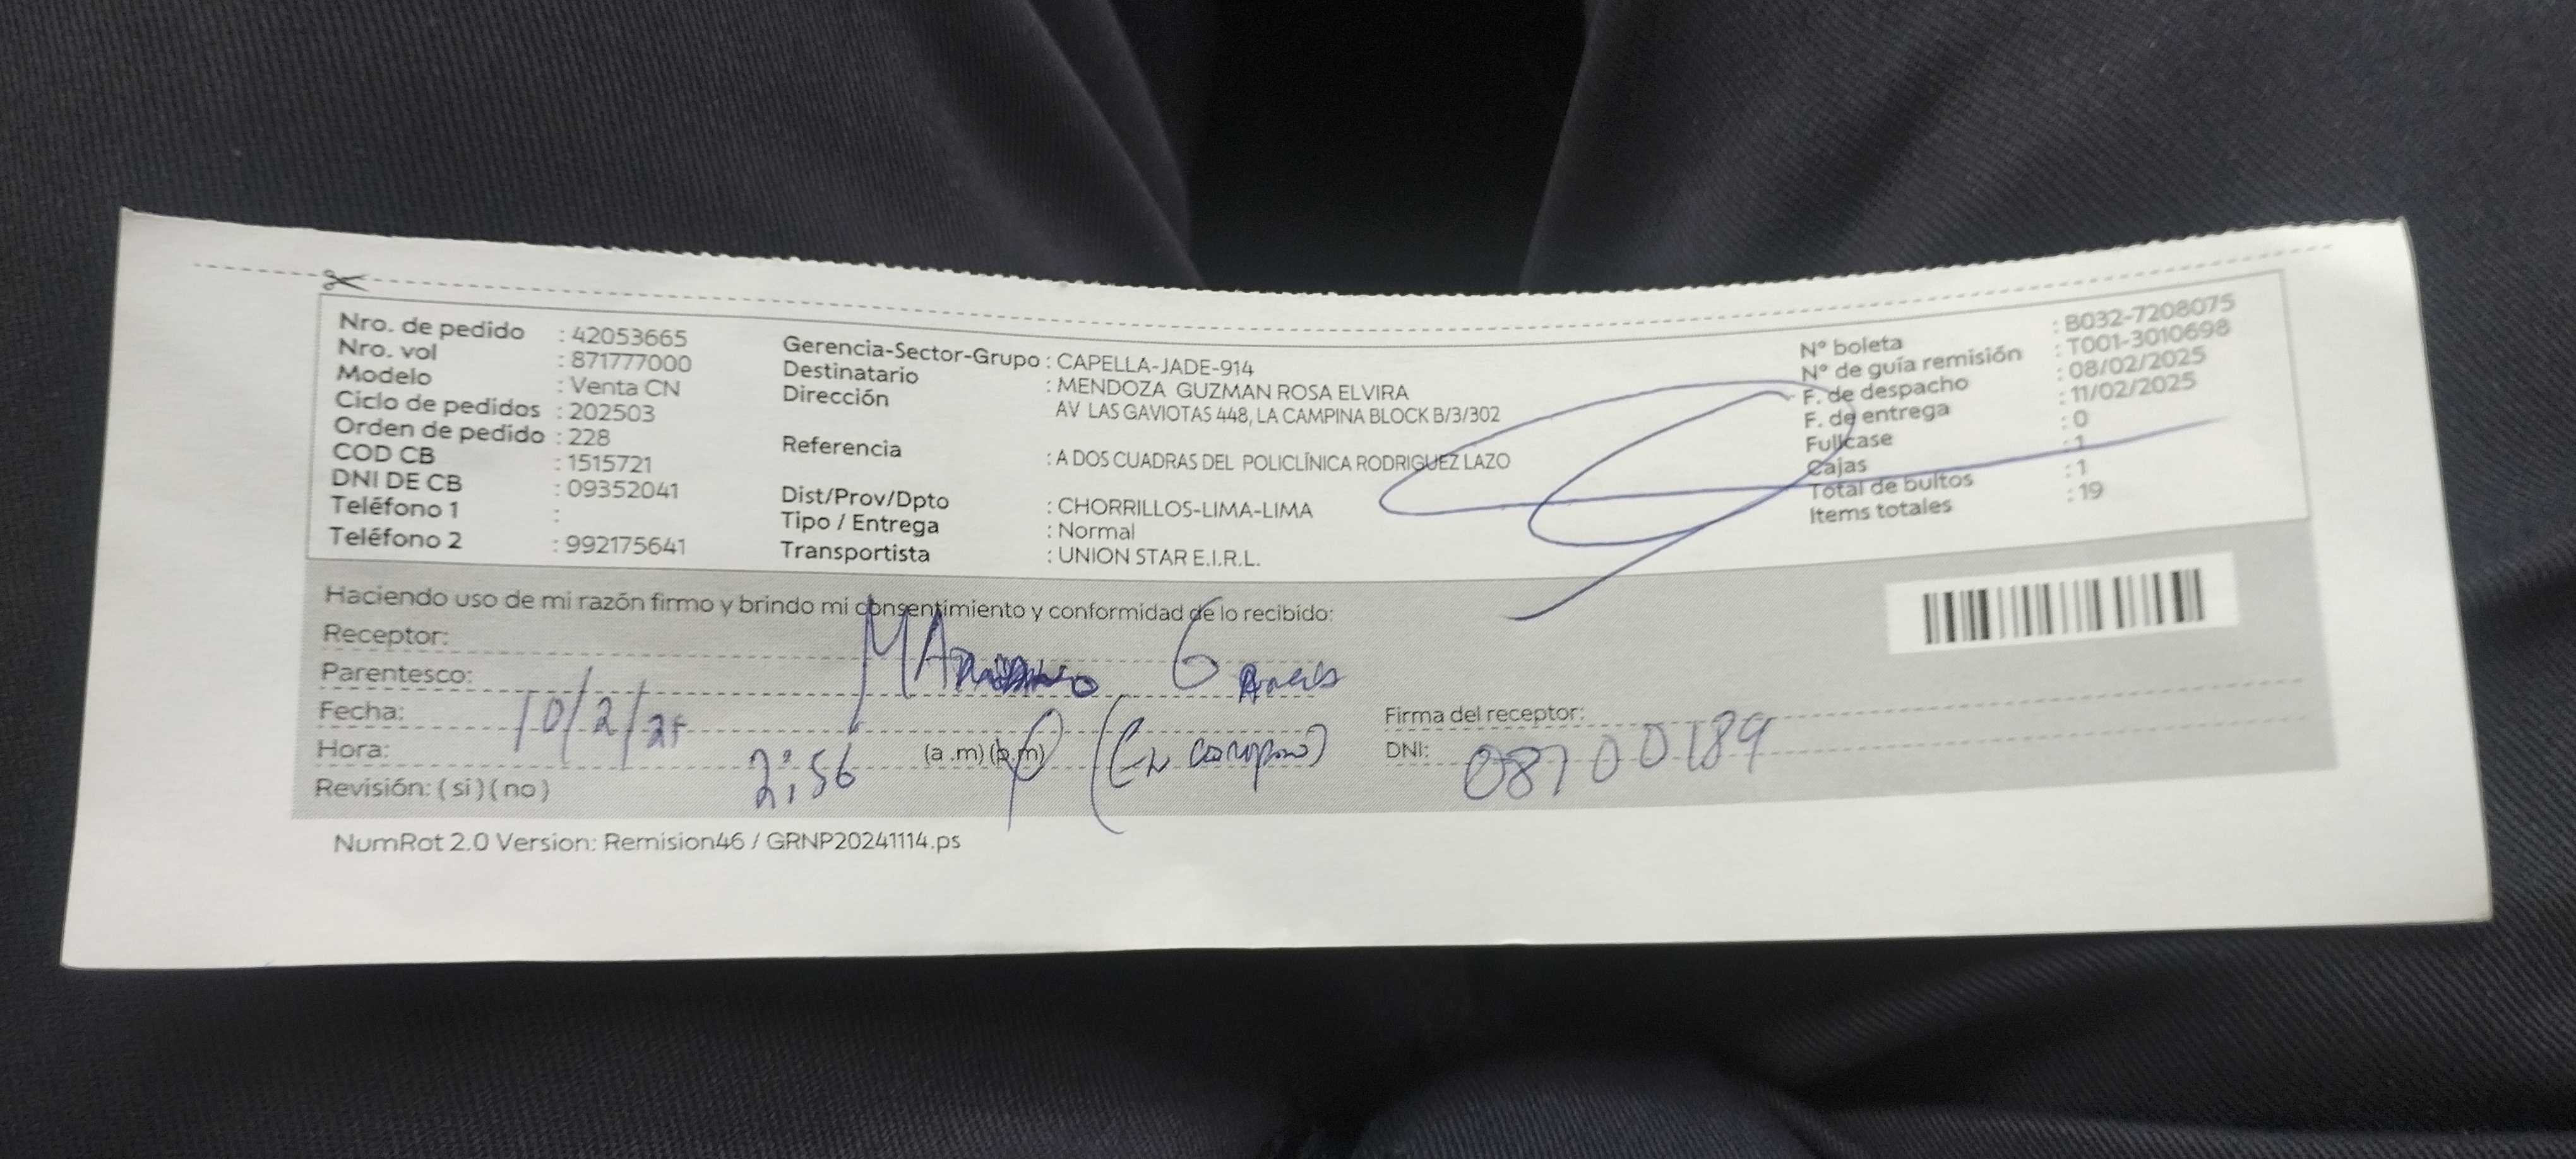 Nro. de pedido : 42053665
Nro. vol : 871777000
Modelo : Venta CN
Ciclo de pedidos : 202503
Orden de pedido : 228
COD CB : 1515721
DNI DE CB : 09352041
Teléfono 1 :
Teléfono 2 : 992175641
Gerencia-Sector-Grupo : CAPELLA-JADE-914
Destinatario : MENDOZA GUZMAN ROSA ELVIRA
Dirección AV LAS GAVIOTAS 448, LA CAMPINA BLOCK B/3/302
Referencia : A DOS CUADRAS DEL POLICLÍNICA RODRIGUEZ LAZO
Dist/Prov/Dpto : CHORRILLOS-LIMA-LIMA
Tipo / Entrega : Normal
Transportista : UNION STAR E.I.R.L.
Nº boleta : B032-7208075
Nº de guía remisión : T001-3010698
F. de despacho : 08/02/2025
F. de entrega : 11/02/2025
Fullcase : 0
Cajas : 1
Total de bultos : 1
Items totales : 19
Haciendo uso de mi razón firmo y brindo mi consentimiento y conformidad de lo recibido:
Receptor:
Parentesco:
Fecha: 10/2/25
Hora: 2:56 (a .m) (p.m)
Revisión: ( si ) ( no )
Firma del receptor:
DNI: 08700189
NumRot 2.0 Version: Remision46 / GRNP20241114.ps